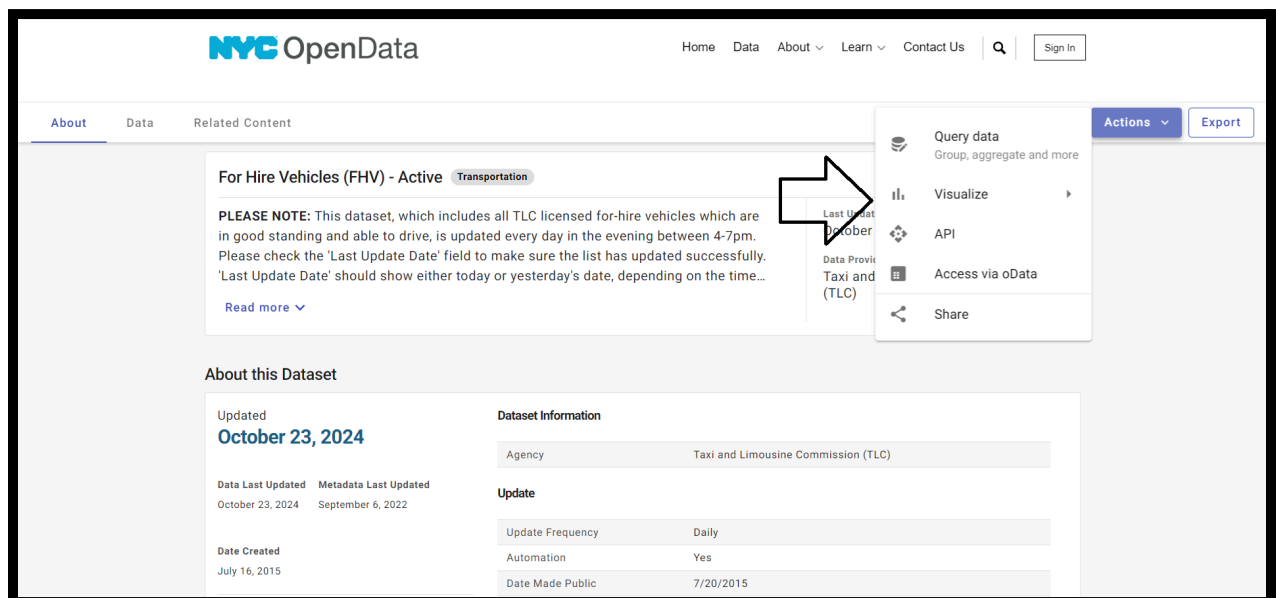 NYC OpenData
Home Data About Learn Contact Us Sign In
About Data Related Content Actions Export
Query data
Group, aggregate and more
Visualize
API
Access via oData
Share
For Hire Vehicles (FHV) - Active Transportation
PLEASE NOTE: This dataset, which includes all TLC licensed for-hire vehicles which are
in good standing and able to drive, is updated every day in the evening between 4-7pm.
Please check the 'Last Update Date' field to make sure the list has updated successfully.
'Last Update Date' should show either today or yesterday's date, depending on the time…
Read more
Last
October
Data
Taxi and
(TLC)
About this Dataset
Updated
October 23, 2024
Data Last Updated Metadata Last Updated
October 23, 2024 September 6, 2022
Date Created
July 16, 2015
Dataset Information
Agency Taxi and Limousine Commission (TLC)
Update
Update Frequency Daily
Automation Yes
Date Made Public 7/20/2015